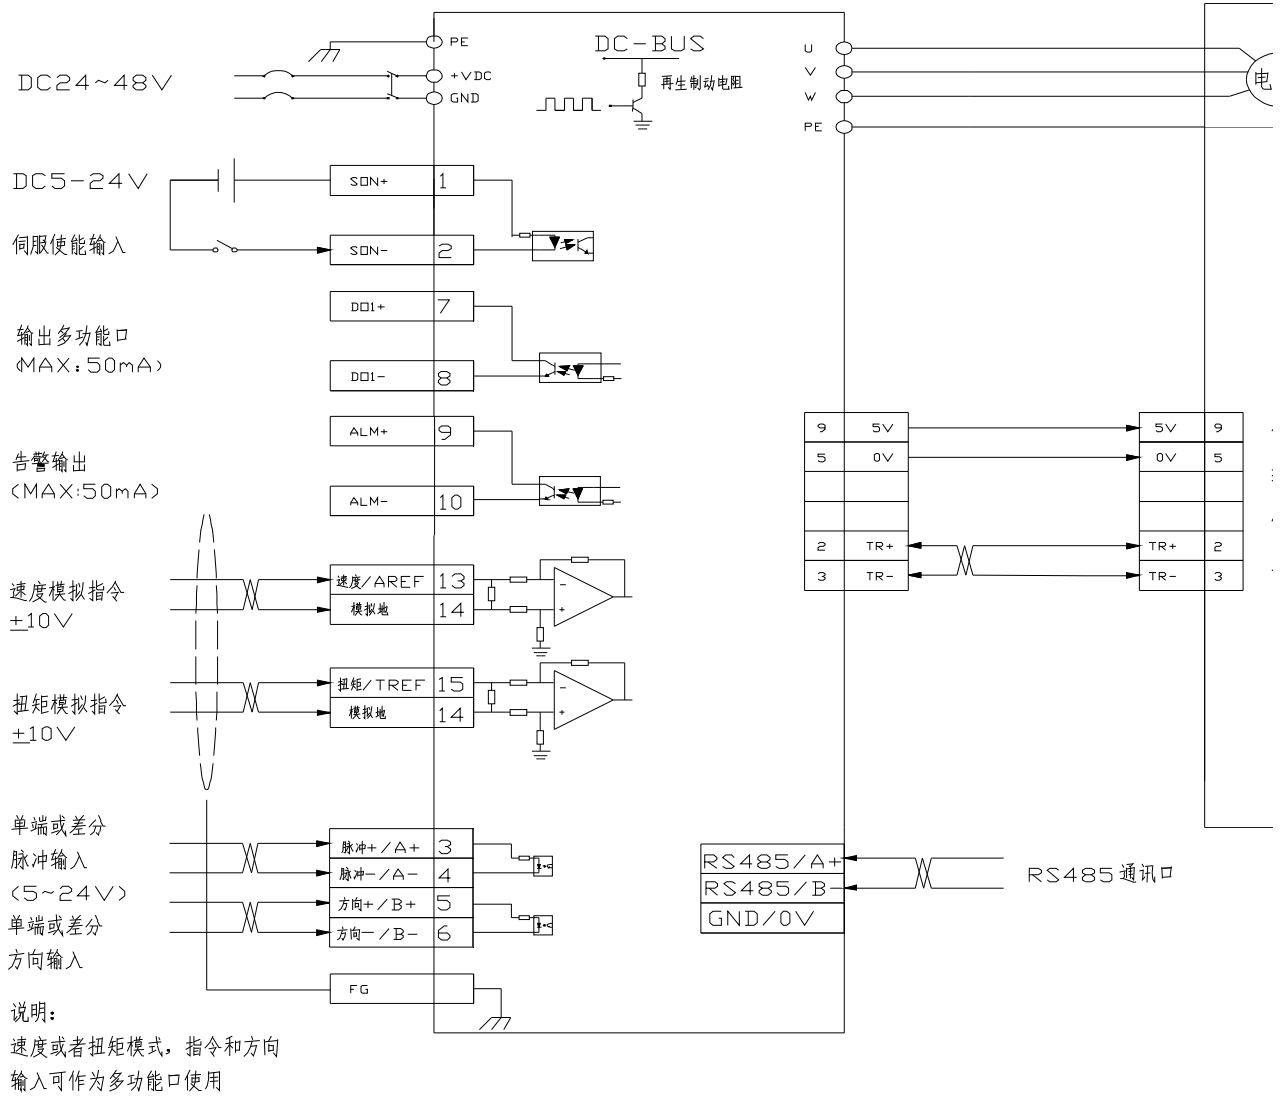 PE
DC-BUS
U
DC24~48V
+VDC
再生制动电阻
V
电
GND
W
PE
DC5-24V
SON+ 1
伺服使能输入
SON- 2
DO1+ 7
输出多功能口
(MAX:50mA)
DO1- 8
ALM+ 9
告警输出
(MAX:50mA)
ALM- 10
9 5V
5V 9
5 0V
0V 5
2 TR+
TR+ 2
3 TR-
TR- 3
速度模拟指令
±10V
速度/AREF 13
模拟地 14
-
+
扭矩模拟指令
±10V
扭矩/TREF 15
模拟地 14
-
+
单端或差分
脉冲输入
(5~24V)
单端或差分
方向输入
脉冲+/A+ 3
脉冲-/A- 4
方向+/B+ 5
方向-/B- 6
RS485/A+
RS485/B-
GND/0V
RS485通讯口
FG
说明:
速度或者扭矩模式，指令和方向
输入可作为多功能口使用